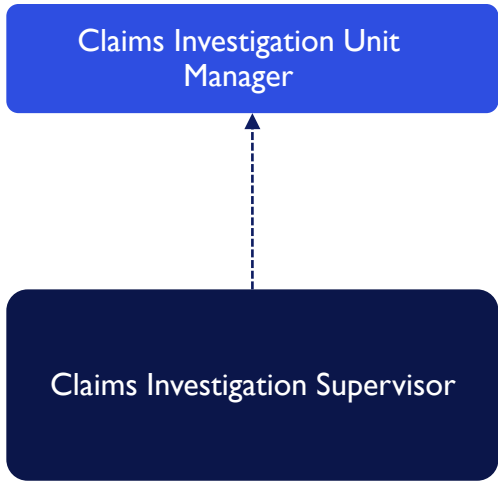 Claims Investigation Unit
Manager
Claims Investigation Supervisor